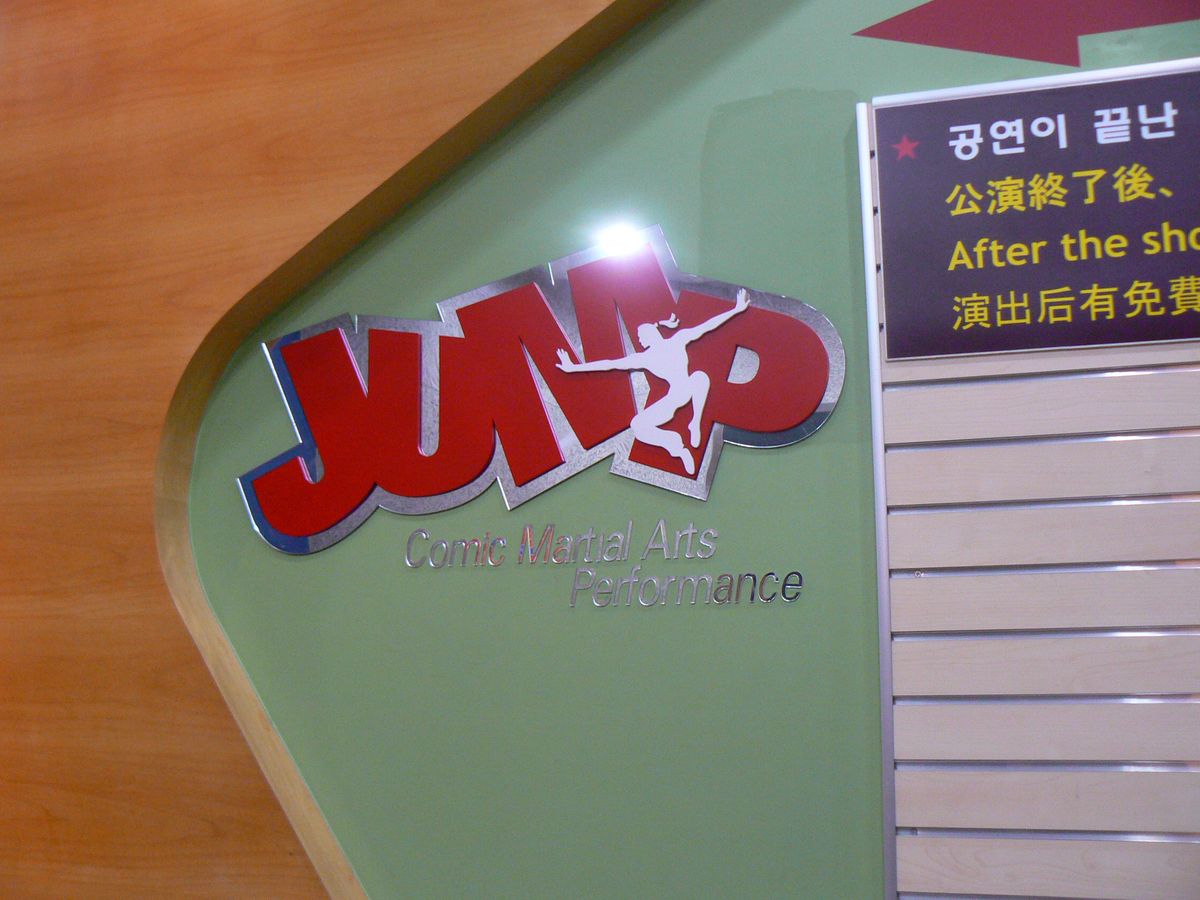 JUMP
Comic Martial Arts
Performance
★ 공연이 끝난
公演終了後、
After the sho
演出后有免費